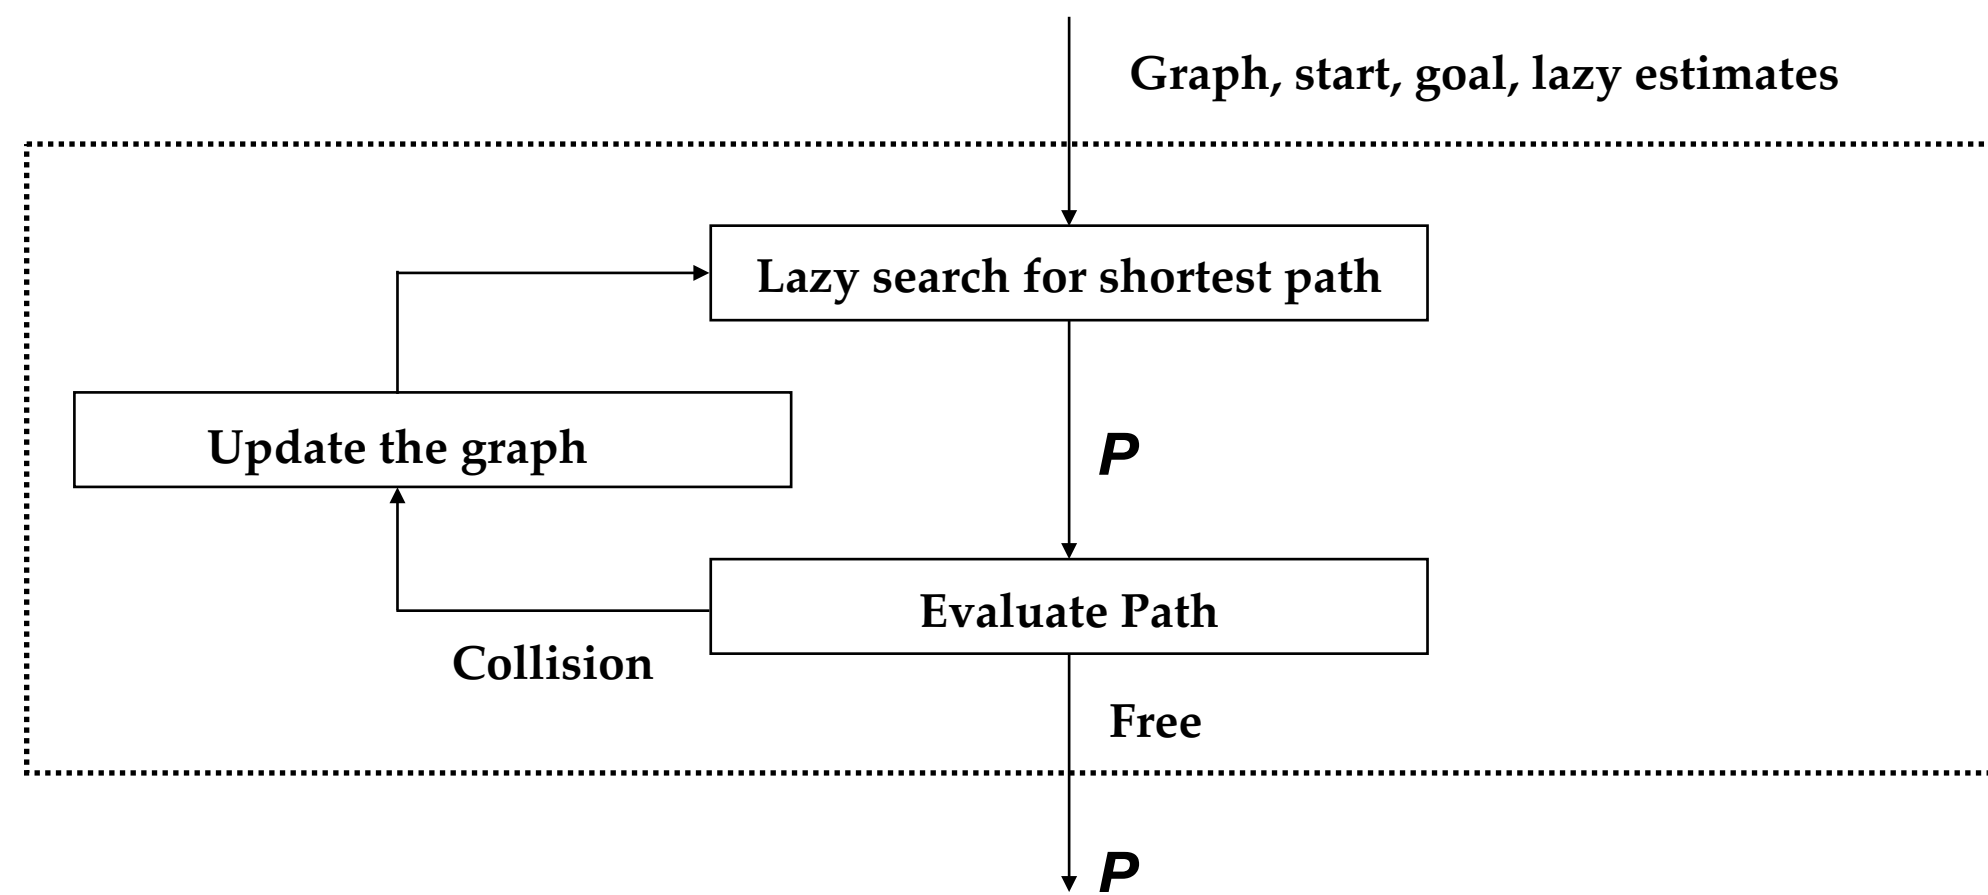 Graph, start, goal, lazy estimates
Lazy search for shortest path
Update the graph
P
Evaluate Path
Collision
Free
P